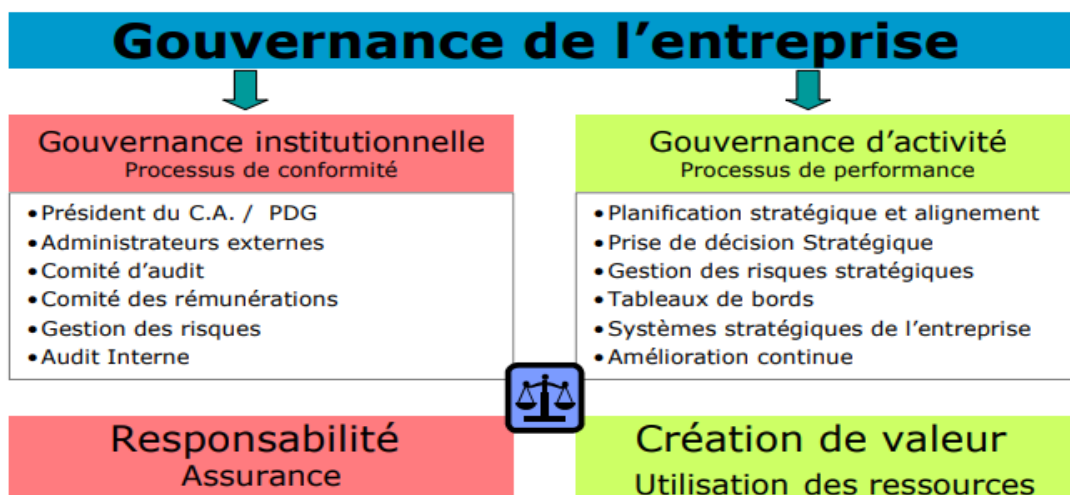 Gouvernance de l’entreprise
Gouvernance institutionnelle
Processus de conformité
•Président du C.A. / PDG
•Administrateurs externes
•Comité d’audit
•Comité des rémunérations
•Gestion des risques
•Audit Interne
Responsabilité
Assurance
Gouvernance d’activité
Processus de performance
•Planification stratégique et alignement
•Prise de décision Stratégique
•Gestion des risques stratégiques
•Tableaux de bords
•Systèmes stratégiques de l’entreprise
•Amélioration continue
Création de valeur
Utilisation des ressources